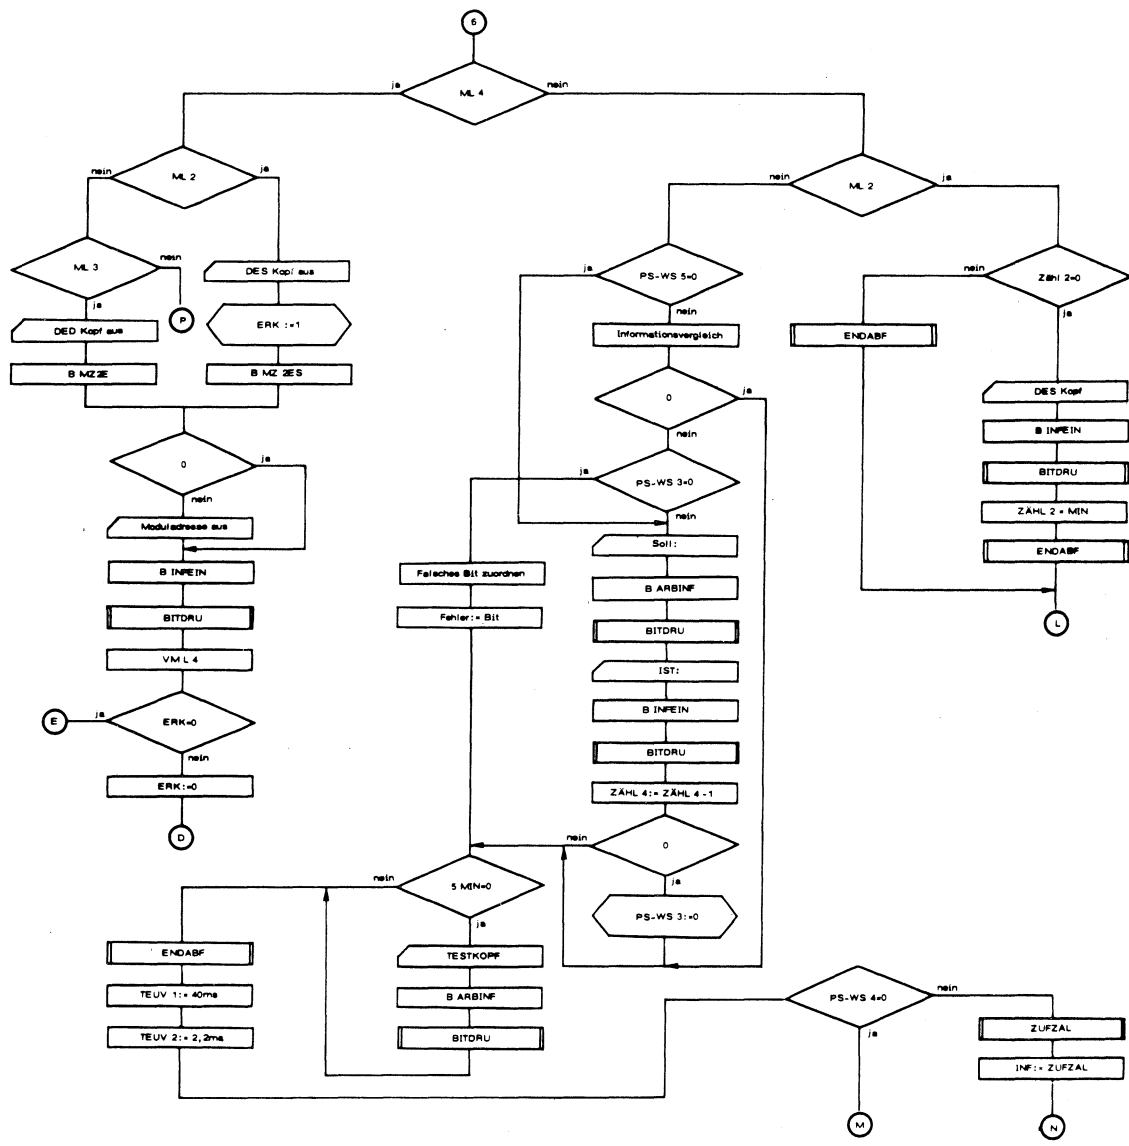 6
ja
nein
ML 4
nein
ja
ML 2
nein
ja
ML 2
ML 3
nein
ja
DES Kopf aus
ja
PS-WS 5=0
nein
nein
Zähl 2=0
ja
DED Kopf aus
P
ERK :=1
Informationsvergleich
ENDABF
B MZ2E
B MZ 2ES
0
ja
nein
DES Kopf
B INFEIN
0
ja
nein
ja
PS-WS 3=0
nein
BITDRU
ZÄHL 2 = MIN
Moduladresse aus
Soll:
ENDABF
B INFEIN
Falsches Bit zuordnen
B ARBINF
BITDRU
Fehler:= Bit
BITDRU
L
VM L 4
IST:
E
ja
ERK=0
nein
B INFEIN
BITDRU
ERK:=0
ZÄHL 4:= ZÄHL 4 -1
D
nein
0
ja
nein
5 MIN=0
ja
PS-WS 3:=0
ENDABF
TESTKOPF
TEUV 1:= 40ms
B ARBINF
PS-WS 4=0
nein
ja
TEUV 2:= 2,2ms
BITDRU
ZUFZAL
INF:= ZUFZAL
M
N